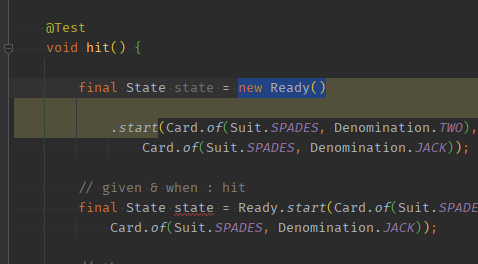 @Test
void hit() {
final State state = new Ready()
.start(Card.of(Suit.SPADES, Denomination.TWO),
Card.of(Suit.SPADES, Denomination.JACK));
// given & when : hit
final State state = Ready.start(Card.of(Suit.SPADE
Card.of(Suit.SPADES, Denomination.JACK));